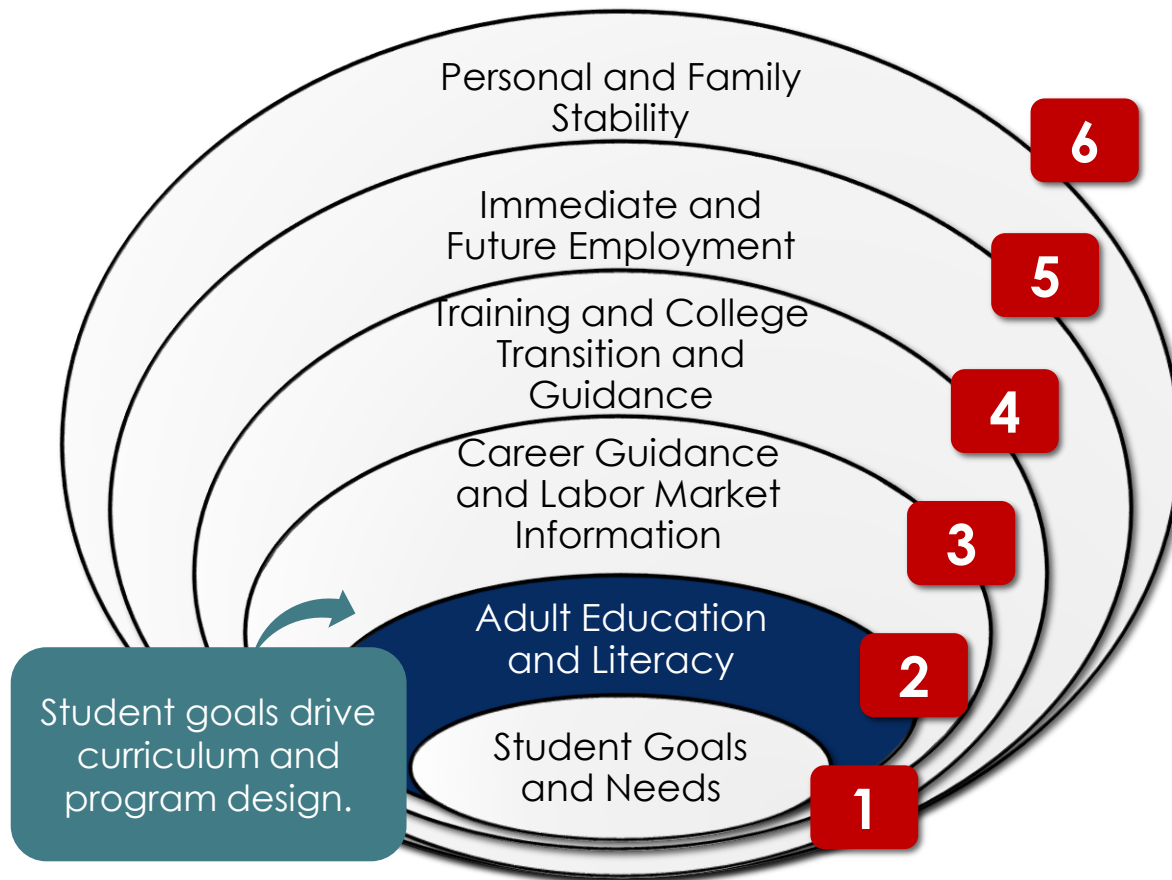 Personal and Family
Stability
6
Immediate and
Future Employment
5
Training and College
Transition and
Guidance
4
Career Guidance
and Labor Market
Information
3
Adult Education
and Literacy
2
Student Goals
and Needs
1
Student goals drive
curriculum and
program design.